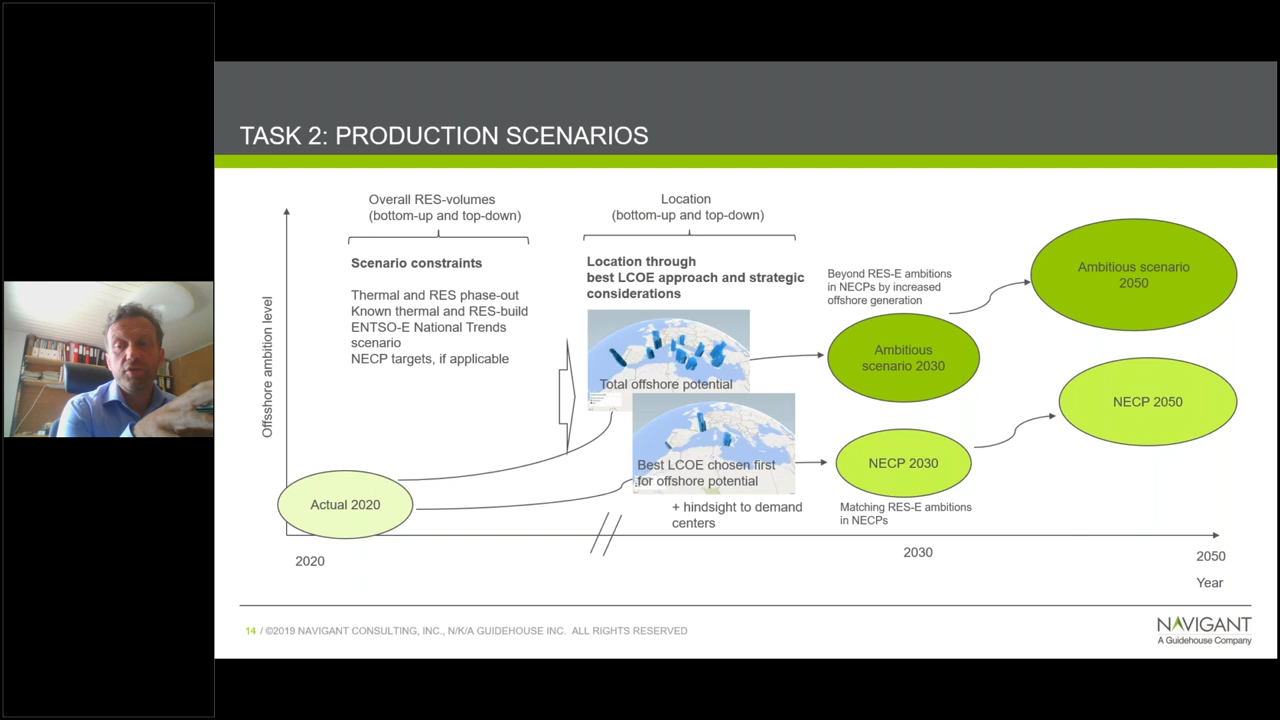 TASK 2: PRODUCTION SCENARIOS
Overall RES-volumes
(bottom-up and top-down)
Location
(bottom-up and top-down)
Scenario constraints
Thermal and RES phase-out
Known thermal and RES-build
ENTSO-E National Trends
scenario
NECP targets, if applicable
Location through
best LCOE approach and strategic
considerations
Total offshore potential
Best LCOE chosen first
for offshore potential
+ hindsight to demand
centers
Beyond RES-E ambitions
in NECPs by increased
offshore generation
Ambitious
scenario 2030
Ambitious scenario
2050
NECP 2030
NECP 2050
Matching RES-E ambitions
in NECPs
Actual 2020
Offsshore ambition level
2020
2030
2050
Year
14 / ©2019 NAVIGANT CONSULTING, INC., N/K/A GUIDEHOUSE INC. ALL RIGHTS RESERVED
NAVIGANT
A Guidehouse Company